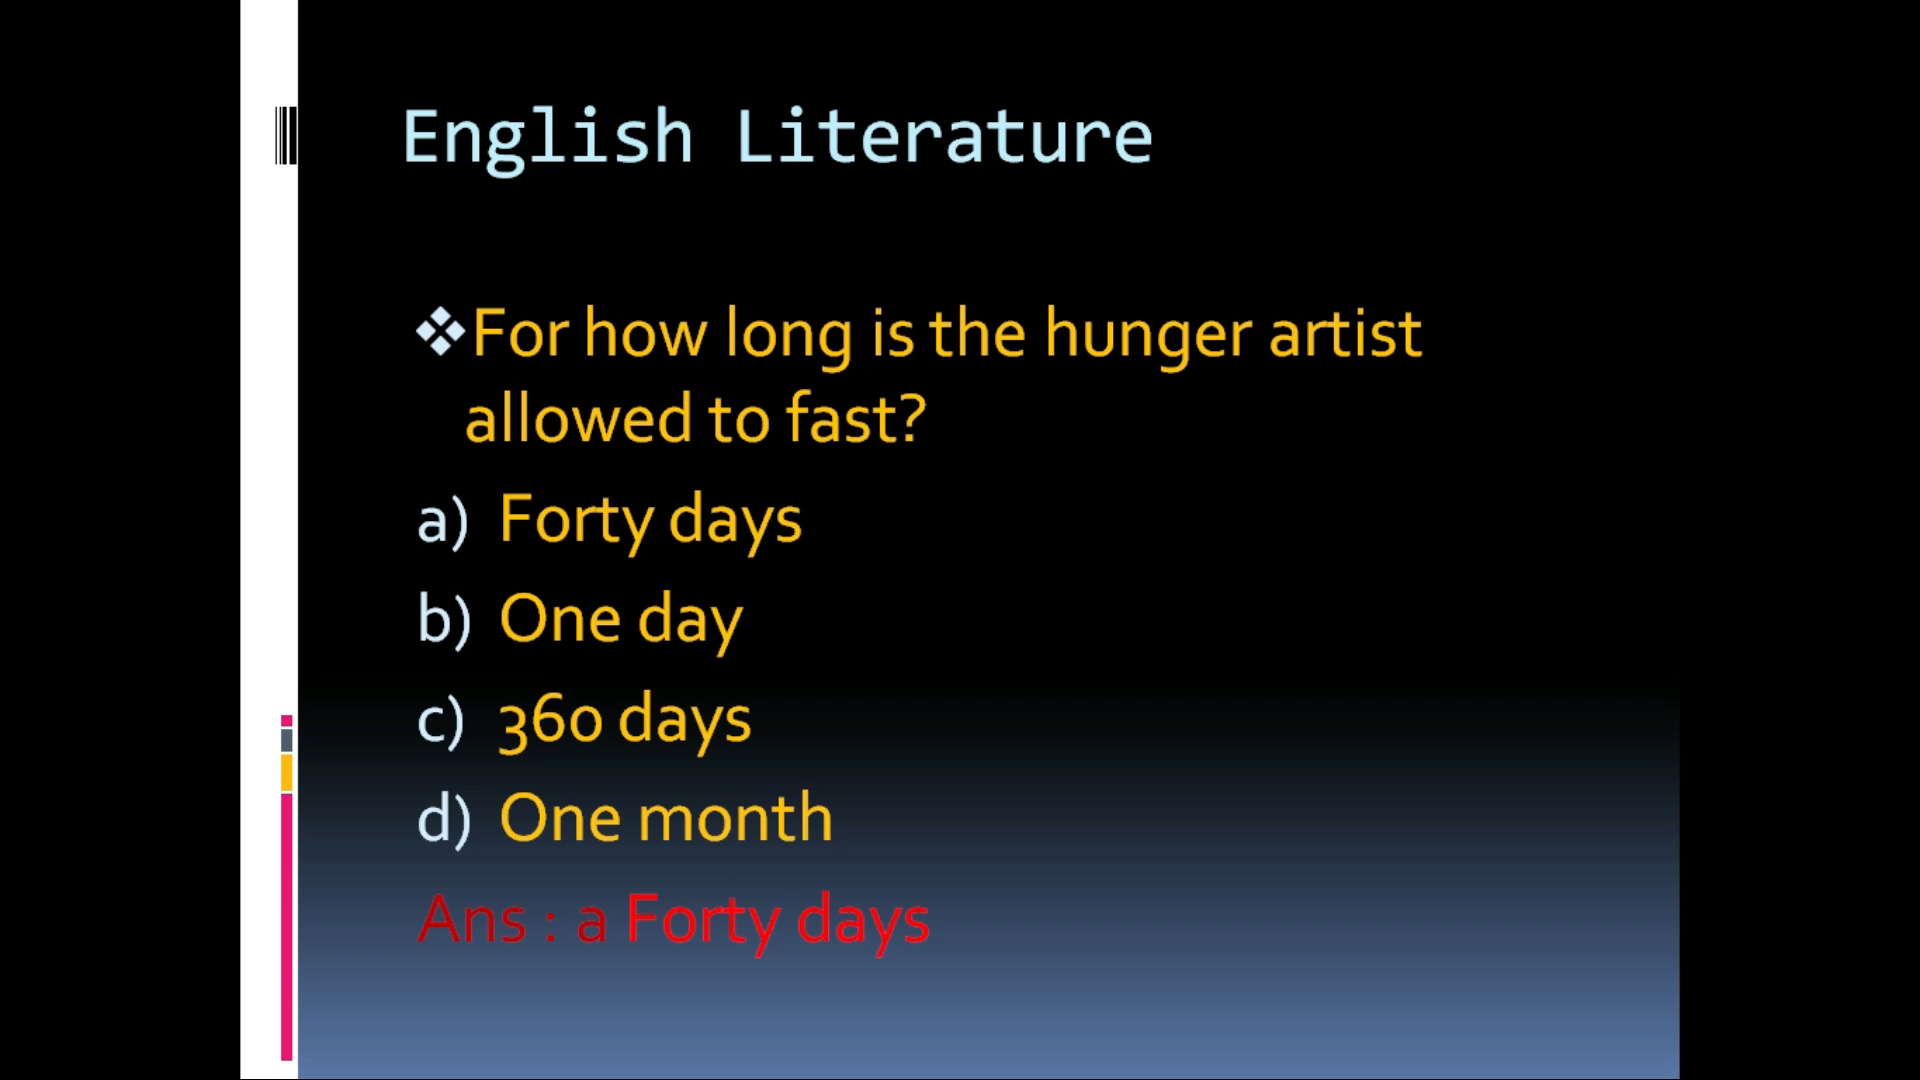 English Literature
❖For how long is the hunger artist
allowed to fast?
a) Forty days
b) One day
c) 360 days
d) One month
Ans : a Forty days